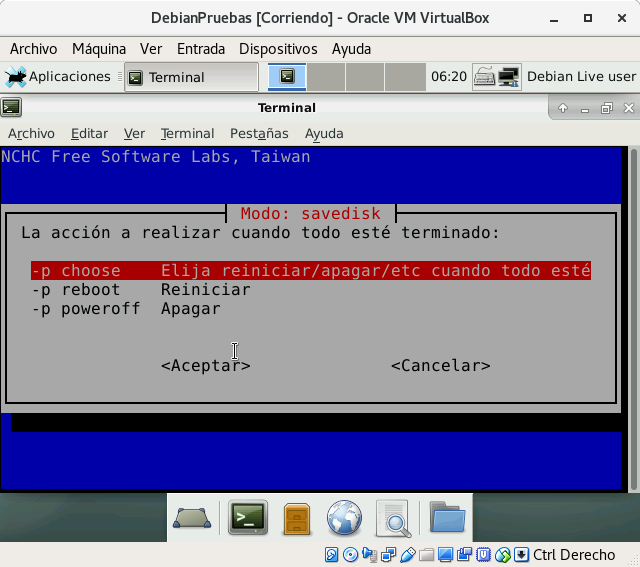 DebianPruebas [Corriendo] - Oracle VM VirtualBox
Archivo Máquina Ver Entrada Dispositivos Ayuda
Aplicaciones Terminal 06:20 Debian Live user
Terminal
Archivo Editar Ver Terminal Pestañas Ayuda
NCHC Free Software Labs, Taiwan
Modo: savedisk
La acción a realizar cuando todo esté terminado:
-p choose Elija reiniciar/apagar/etc cuando todo esté
-p reboot Reiniciar
-p poweroff Apagar
<Aceptar> <Cancelar>
Ctrl Derecho